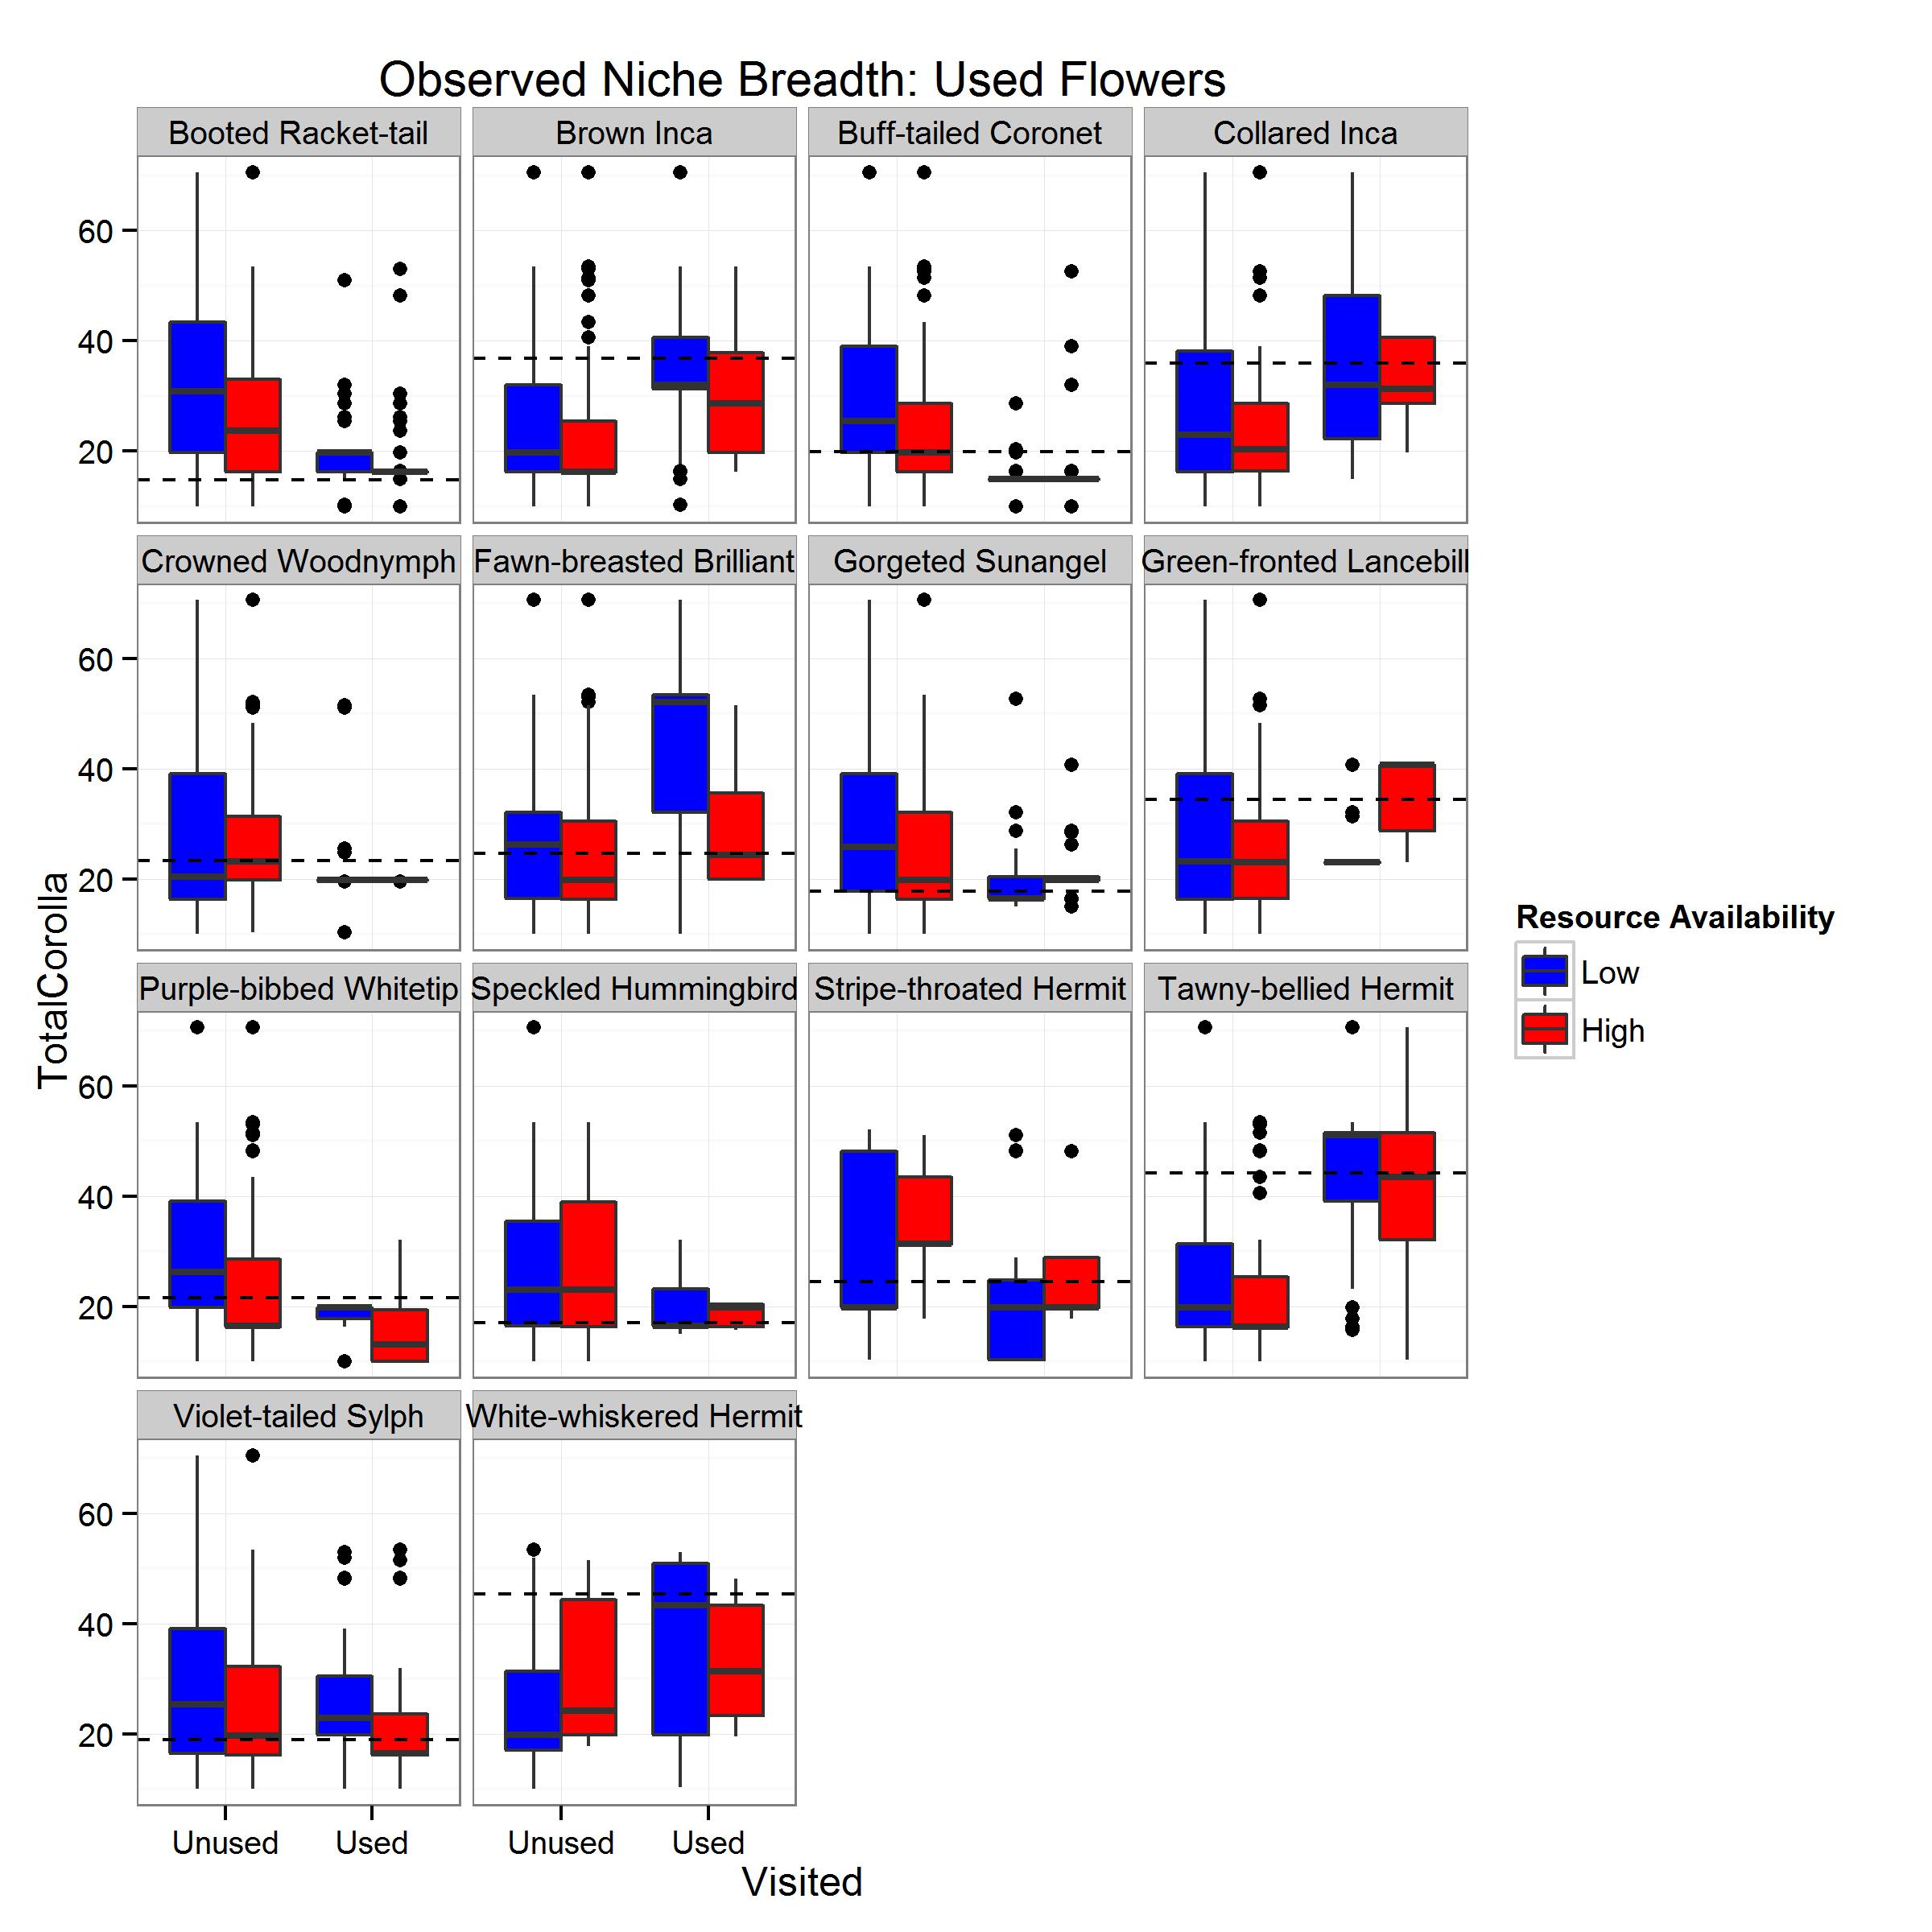 Observed Niche Breadth: Used Flowers
Booted Racket-tail
Brown Inca
Buff-tailed Coronet
Collared Inca
60
40
20
Crowned Woodnymph
Fawn-breasted Brilliant
Gorgeted Sunangel
Green-fronted Lancebill
60
40
20
TotalCorolla
Resource Availability
Low
High
Purple-bibbed Whitetip
Speckled Hummingbird
Stripe-throated Hermit
Tawny-bellied Hermit
60
40
20
Violet-tailed Sylph
White-whiskered Hermit
60
40
20
Unused
Used
Unused
Used
Visited